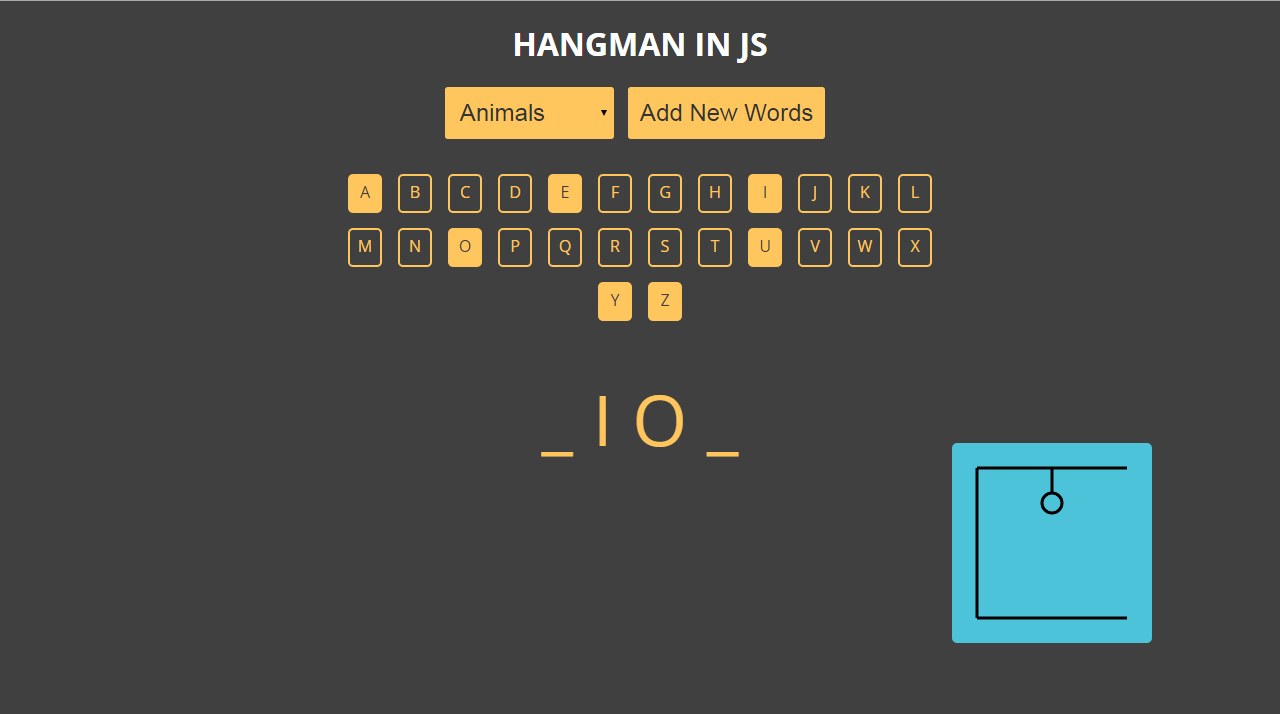 HANGMAN IN JS
Animals Add New Words
A B C D E F G H I J K L
M N O P Q R S T U V W X
Y Z
_ I O _